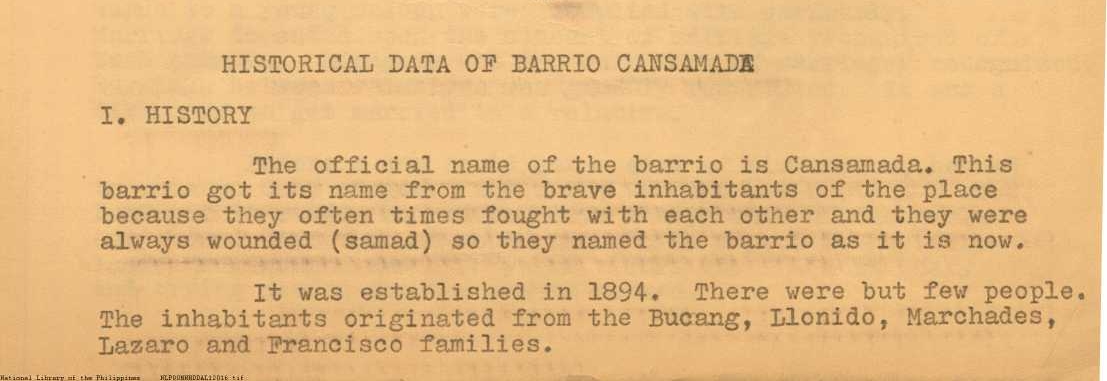 HISTORICAL DATA OF BARRIO CANSAMADA
I. HISTORY
The official name of the barrio is Cansamada. This
barrio got its name from the brave inhabitants of the place
because they often times fought with each other and they were
always wounded (samad) so they named the barrio as it is now.
It was established in 1894. There were but few people.
The inhabitants originated from the Bucang, Llonido, Marchades,
Lazaro and Francisco families.
National Library of the Philippines